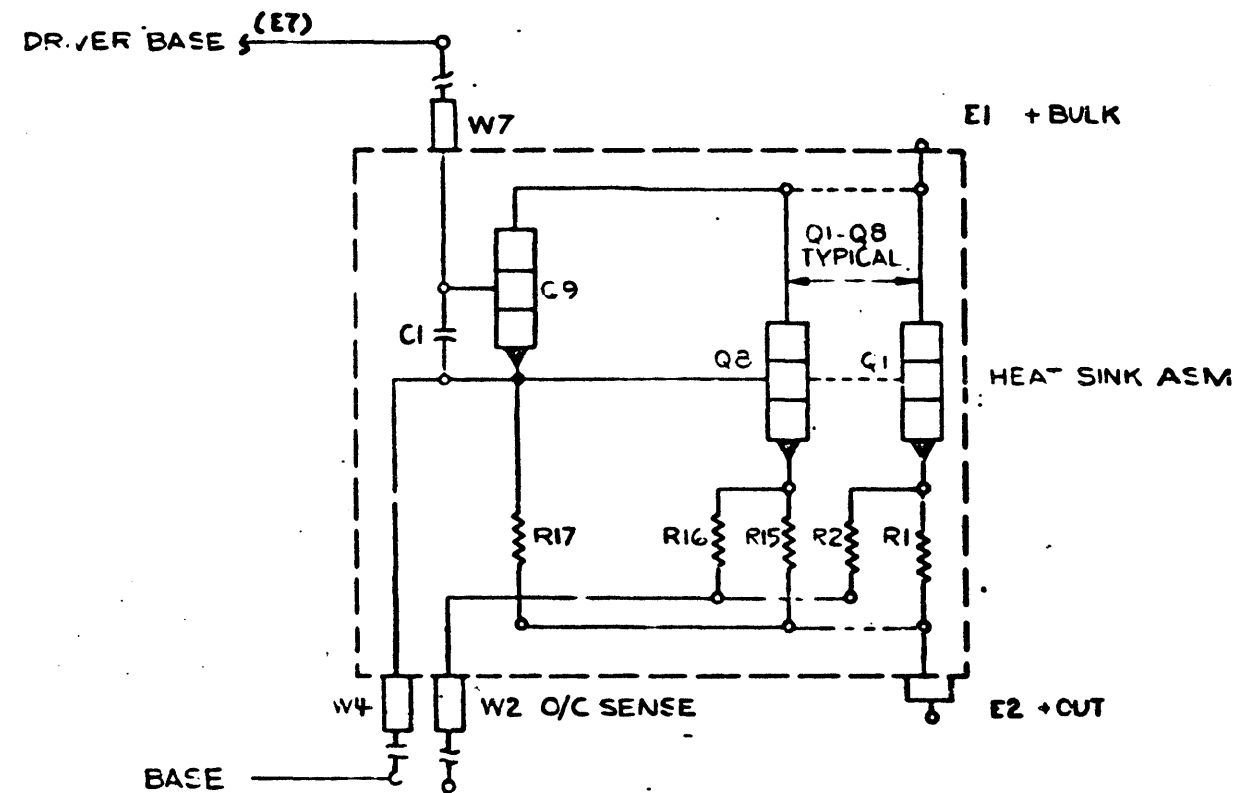 DRIVER BASE (E7)
W7
E1 + BULK
Q1-Q8
TYPICAL
Q9
C1
Q8
Q1
HEAT SINK ASM
R17
R16
R15
R2
R1
W4
W2 O/C SENSE
E2 + OUT
BASE